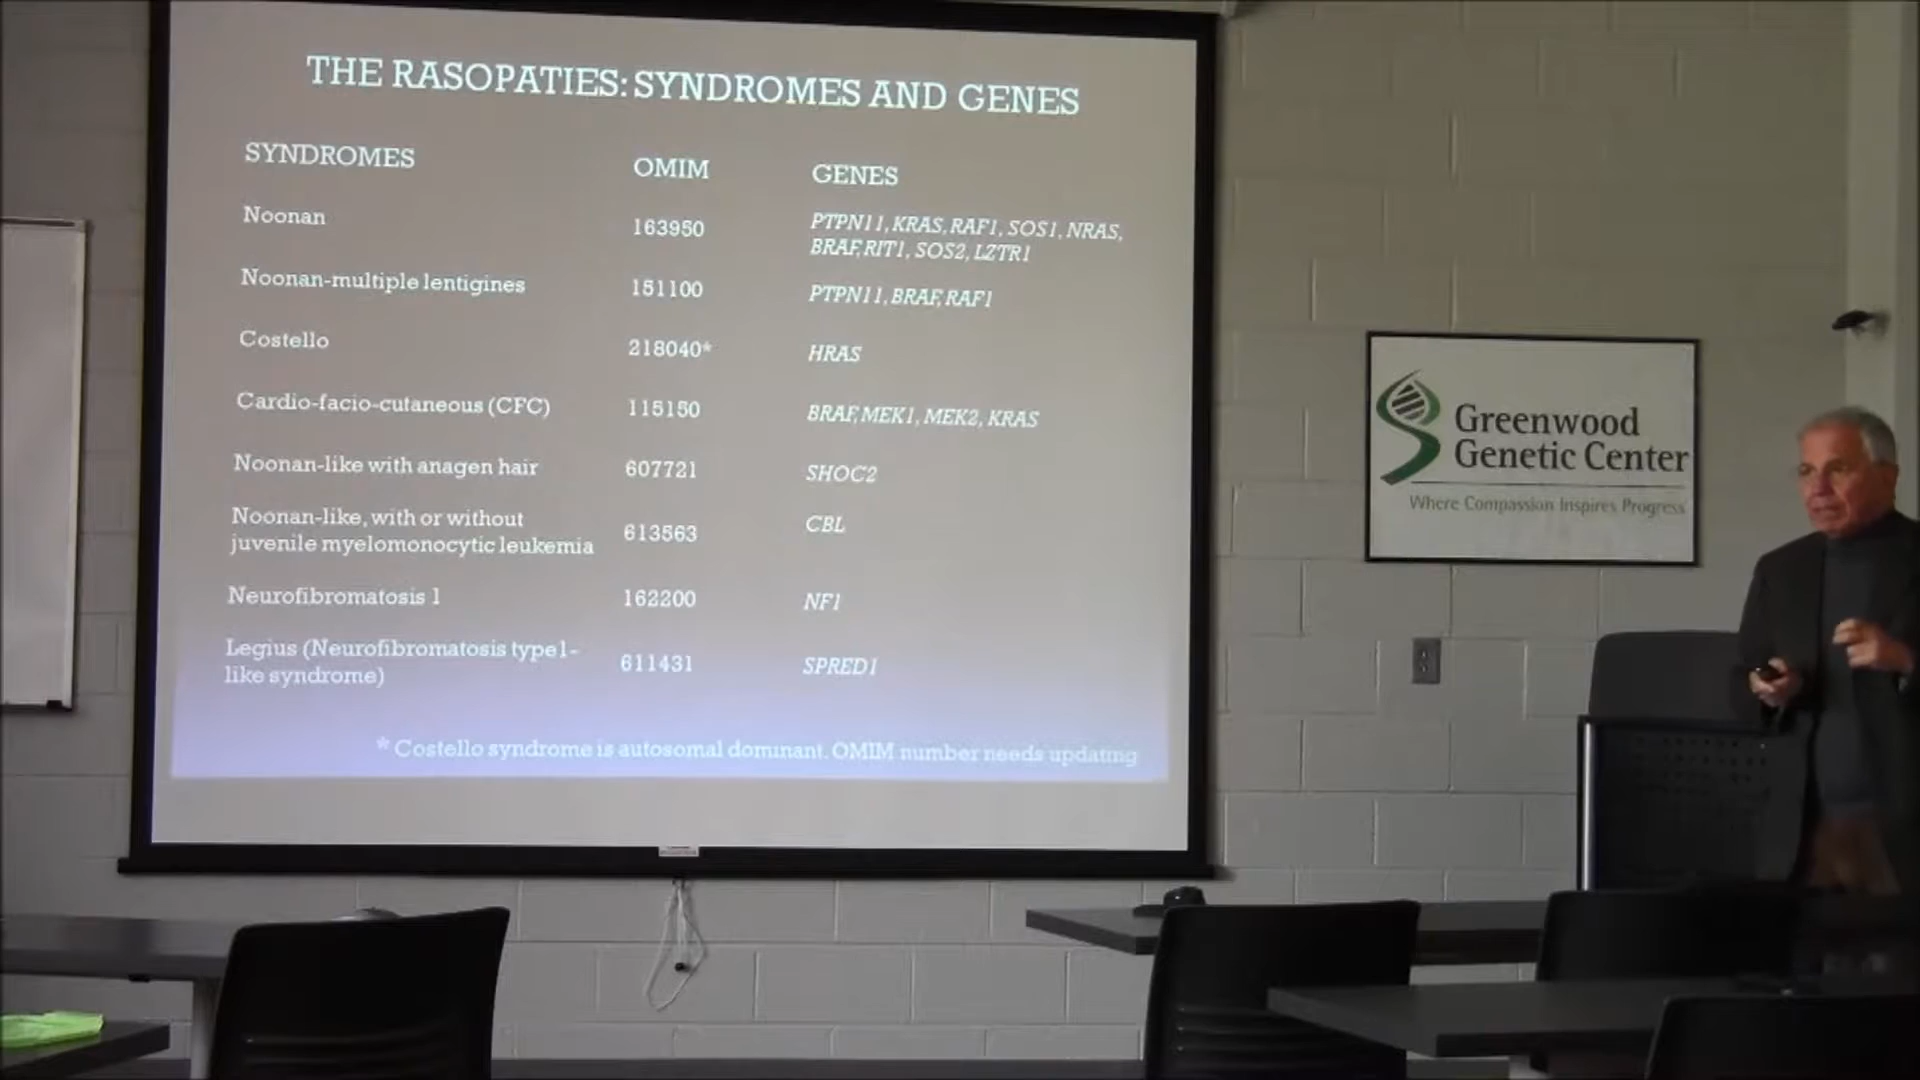 THE RASOPATIES: SYNDROMES AND GENES
SYNDROMES OMIM GENES
Noonan 163950 PTPN11, KRAS, RAF1, SOS1, NRAS,
BRAF, RIT1, SOS2, LZTR1
Noonan-multiple lentigines 151100 PTPN11, BRAF, RAF1
Costello 218040* HRAS
Cardio-facio-cutaneous (CFC) 115150 BRAF, MEK1, MEK2, KRAS
Noonan-like with anagen hair 607721 SHOC2
Noonan-like, with or without
juvenile myelomonocytic leukemia 613563 CBL
Neurofibromatosis 1 162200 NF1
Legius (Neurofibromatosis type1-
like syndrome) 611431 SPRED1
* Costello syndrome is autosomal dominant. OMIM number needs updating
Greenwood
Genetic Center
Where Compassion Inspires Progress